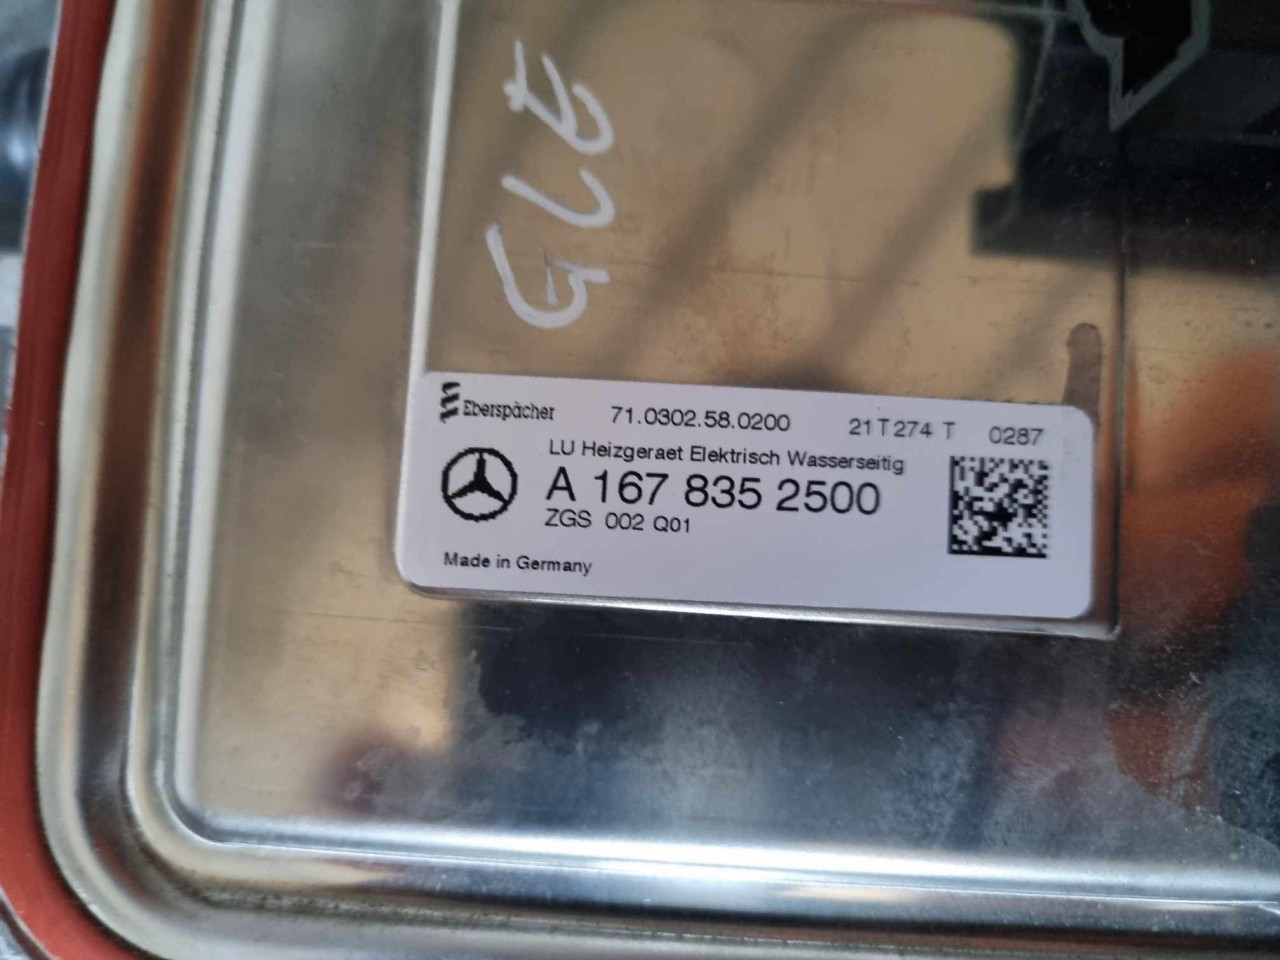 GLE
Eberspächer 71.0302.58.0200 21T274 T 0287
LU Heizgeraet Elektrisch Wasserseitig
A 167 835 2500
ZGS 002 Q01
Made in Germany